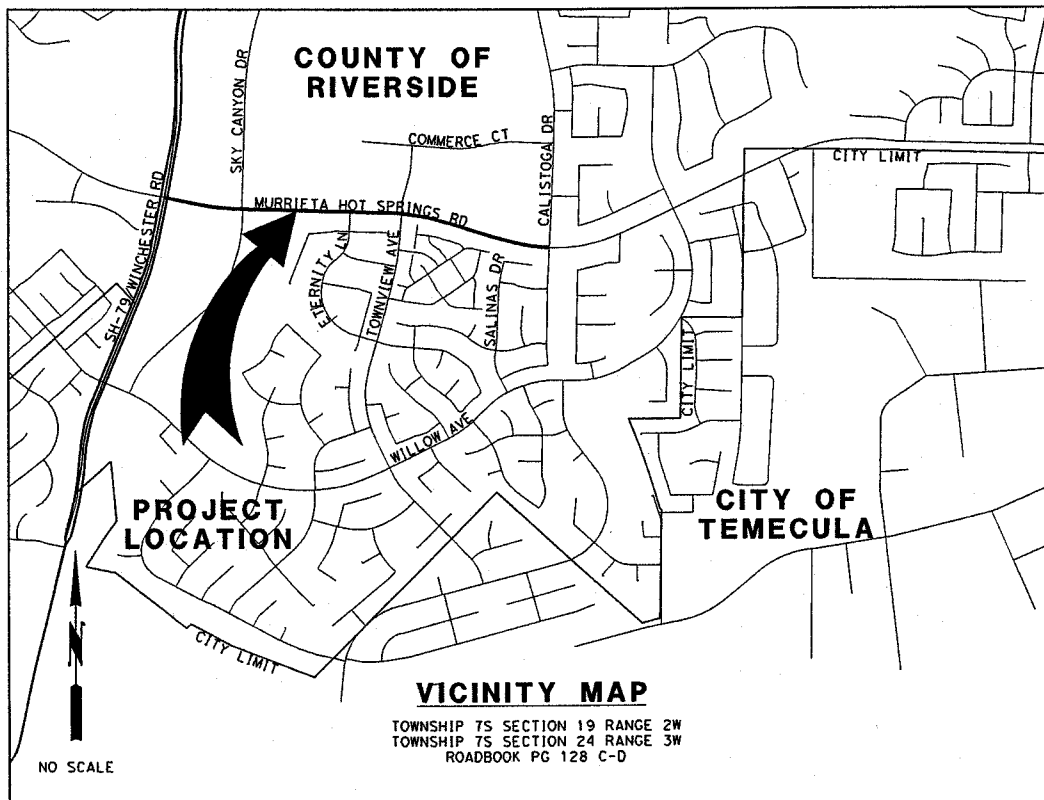 COUNTY OF
RIVERSIDE
SKY CANYON DR
COMMERCE CT
CALISTOGA DR
CITY LIMIT
MURRIETA HOT SPRINGS RD
SH-79/WINCHESTER RD
ETERNITY LN
TOWNVIEW AVE
SALINAS DR
CITY LIMIT
WILLOW AVE
PROJECT
LOCATION
CITY OF
TEMECULA
CITY LIMIT
N
NO SCALE
VICINITY MAP
TOWNSHIP 7S SECTION 19 RANGE 2W
TOWNSHIP 7S SECTION 24 RANGE 3W
ROADBOOK PG 128 C-D